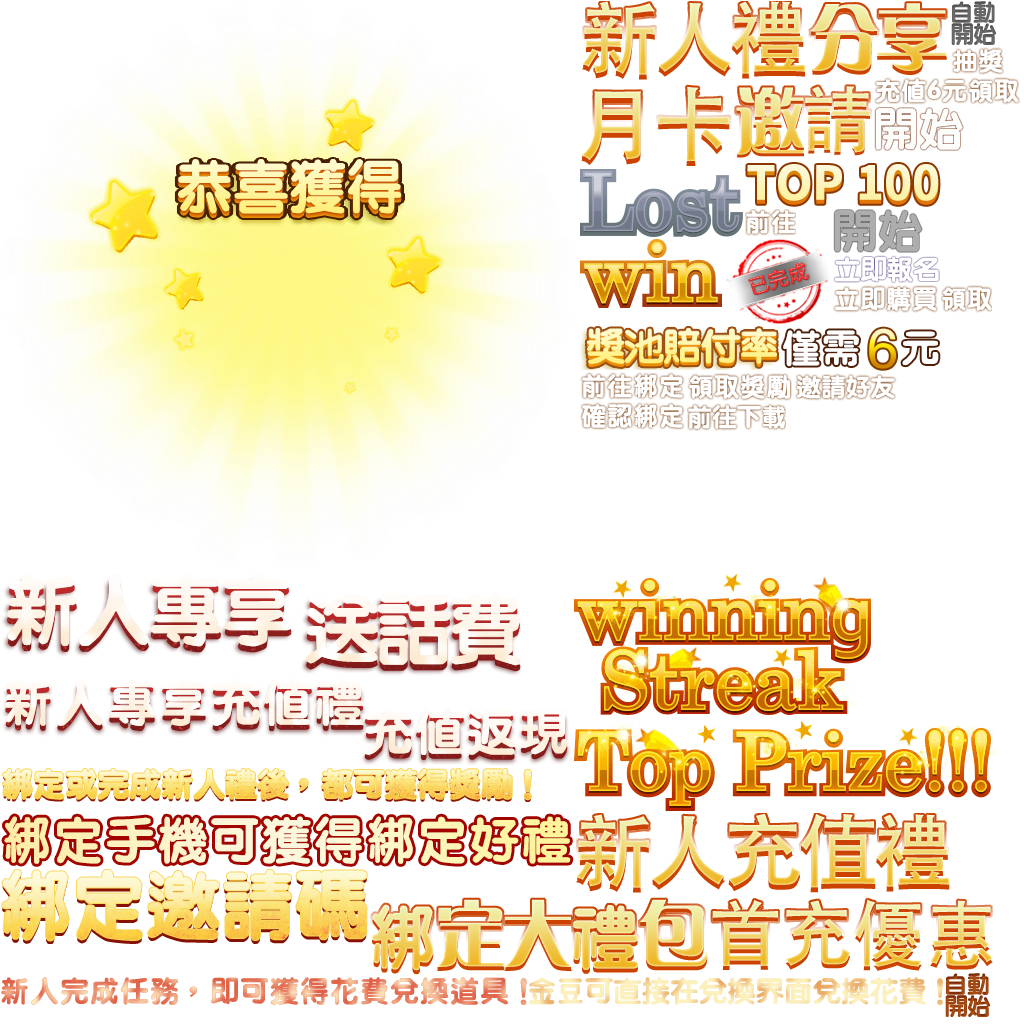 恭喜獲得
新人禮
分享
自動
開始
抽獎
充值6元領取
月卡
邀請
開始
Lost
TOP 100
前往
開始
win
已完成
立即報名
立即購買
領取
獎池賠付率
僅需6元
前往綁定
領取獎勵
邀請好友
確認綁定
前往下載
新人專享
送話費
新人專享充值禮
充值返現
綁定或完成新人禮後，都可獲得獎勵！
綁定手機可獲得
綁定好禮
綁定邀請碼
winning
Streak
Top Prize!!!
新人充值禮
綁定大禮包
首充優惠
新人完成任務，即可獲得花費兌換道具！
金豆可直接在兌換界面兌換花費！
自動
開始